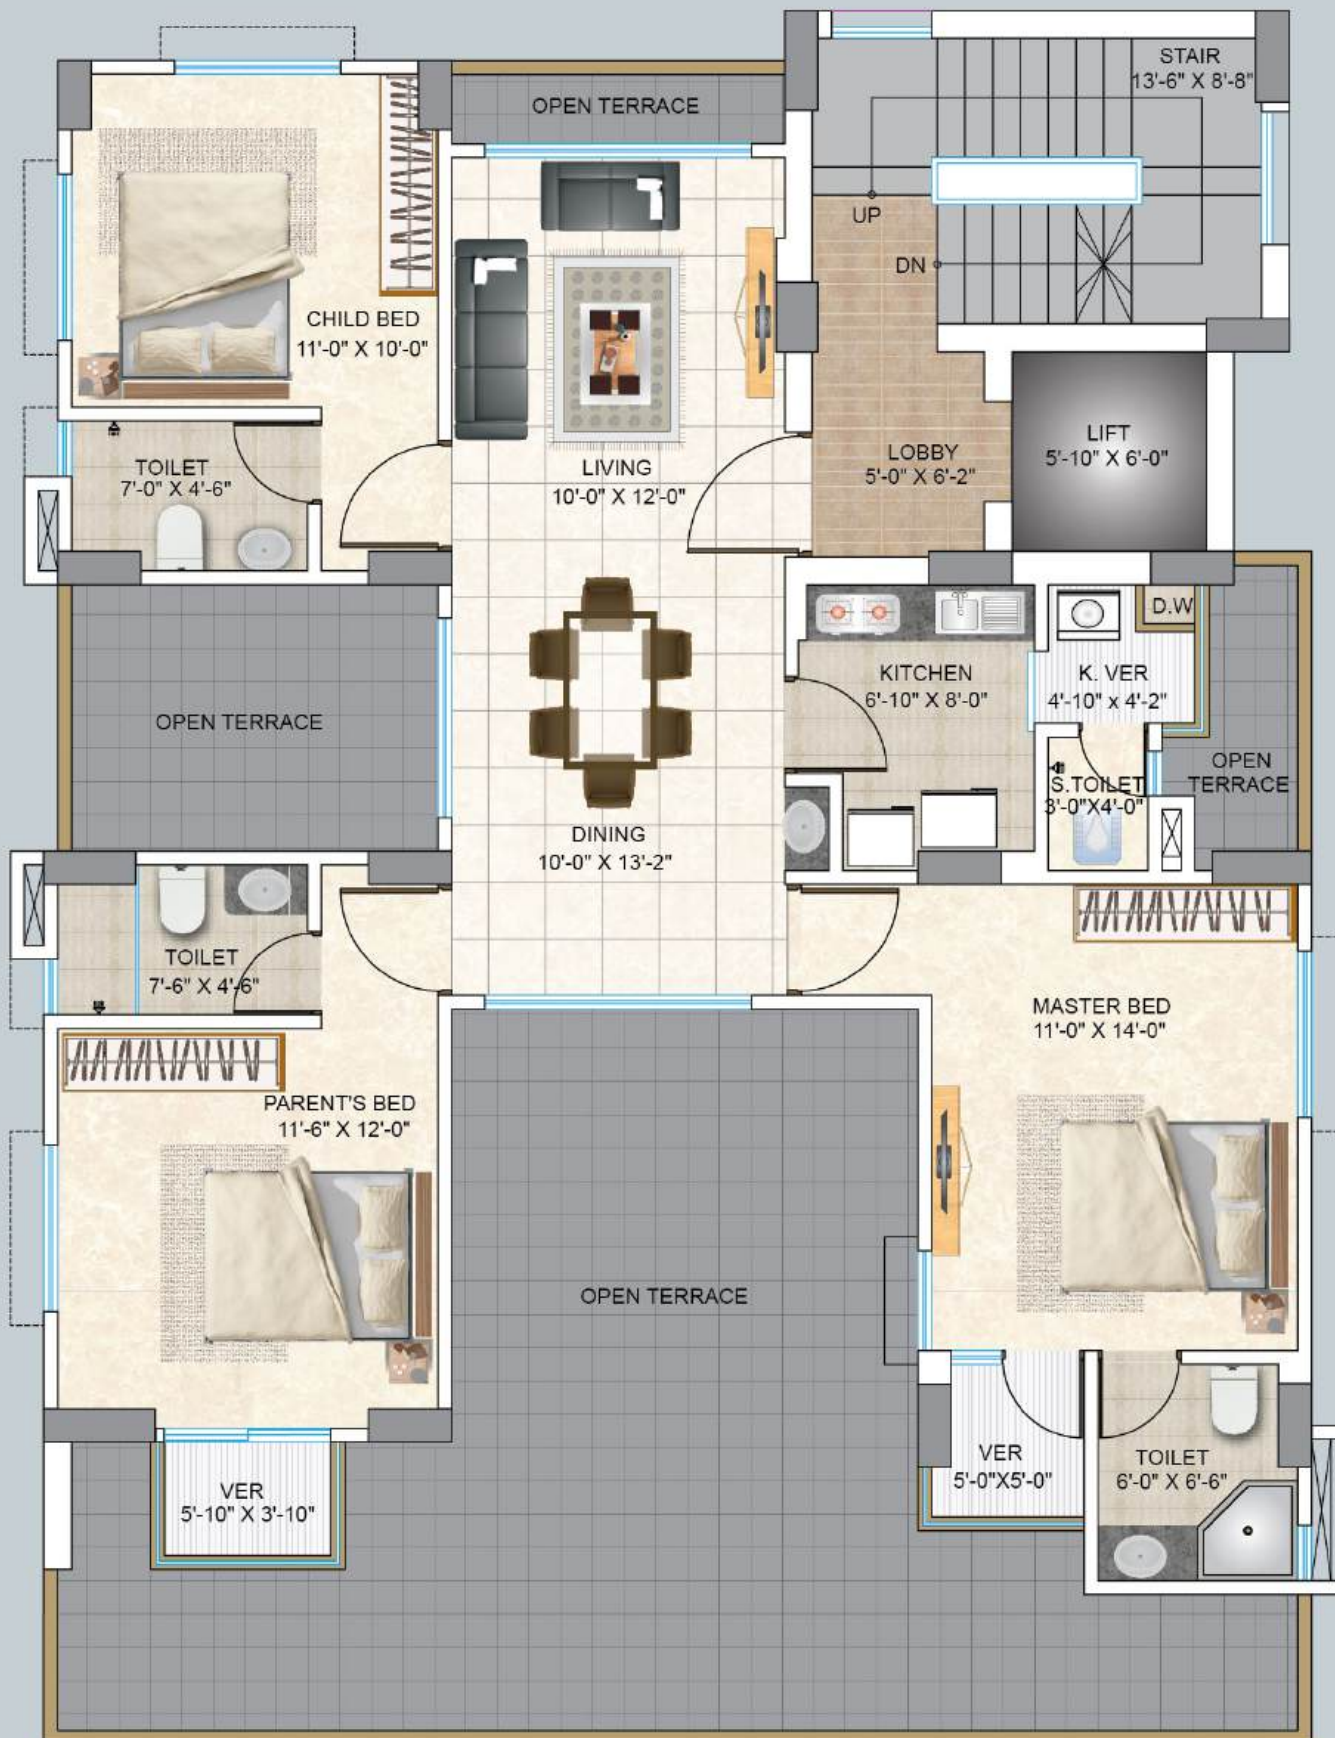 STAIR
13'-6" X 8'-8"
OPEN TERRACE
UP
DN
CHILD BED
11'-0" X 10'-0"
LIFT
5'-10" X 6'-0"
LOBBY
5'-0" X 6'-2"
TOILET
7'-0" X 4'-6"
LIVING
10'-0" X 12'-0"
D.W
KITCHEN
6'-10" X 8'-0"
K. VER
4'-10" x 4'-2"
OPEN TERRACE
OPEN
TERRACE
S.TOILET
3'-0"X4'-0"
DINING
10'-0" X 13'-2"
TOILET
7'-6" X 4'-6"
MASTER BED
11'-0" X 14'-0"
PARENT'S BED
11'-6" X 12'-0"
OPEN TERRACE
VER
5'-0"X5'-0"
TOILET
6'-0" X 6'-6"
VER
5'-10" X 3'-10"